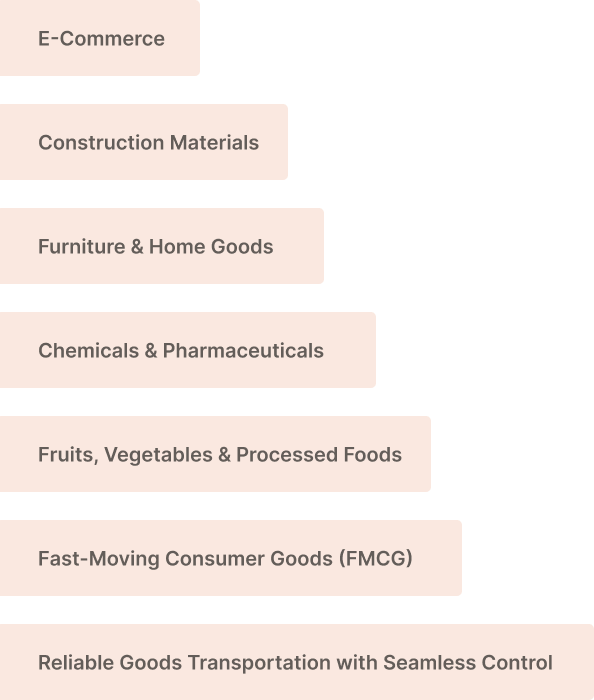 E-Commerce
Construction Materials
Furniture & Home Goods
Chemicals & Pharmaceuticals
Fruits, Vegetables & Processed Foods
Fast-Moving Consumer Goods (FMCG)
Reliable Goods Transportation with Seamless Control